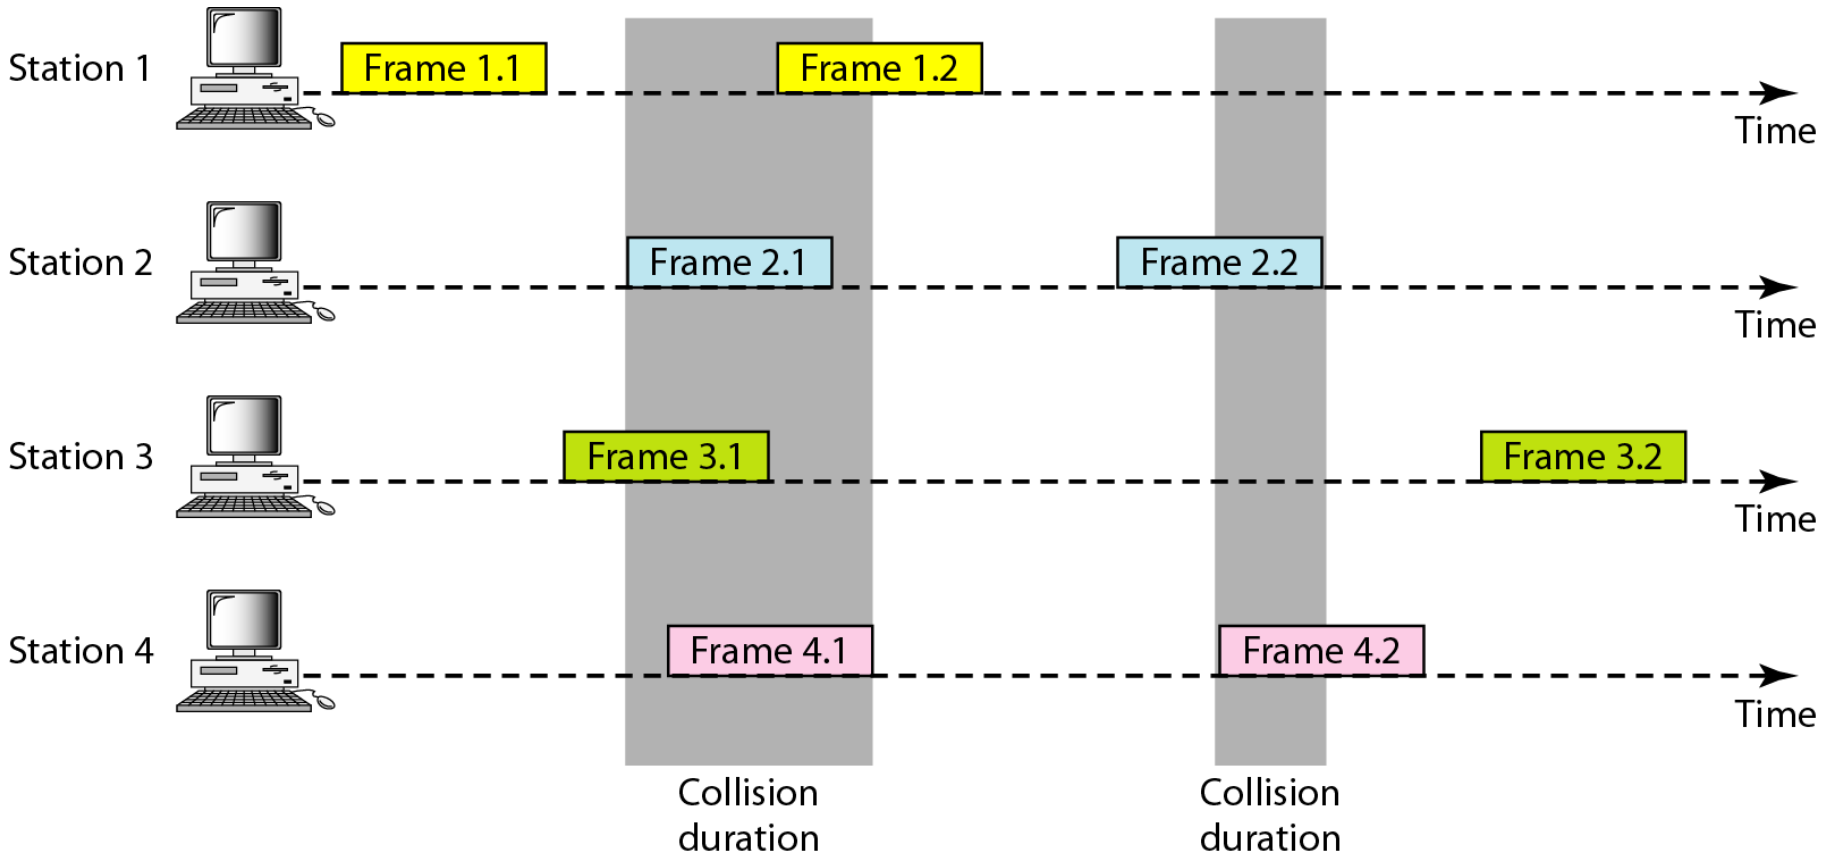 Station 1
Frame 1.1
Frame 1.2
Time
Station 2
Frame 2.1
Frame 2.2
Time
Station 3
Frame 3.1
Frame 3.2
Time
Station 4
Frame 4.1
Frame 4.2
Time
Collision
duration
Collision
duration